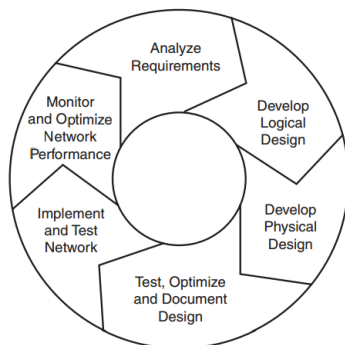 Analyze
Requirements
Develop
Logical
Design
Develop
Physical
Design
Test, Optimize
and Document
Design
Implement
and Test
Network
Monitor
and Optimize
Network
Performance